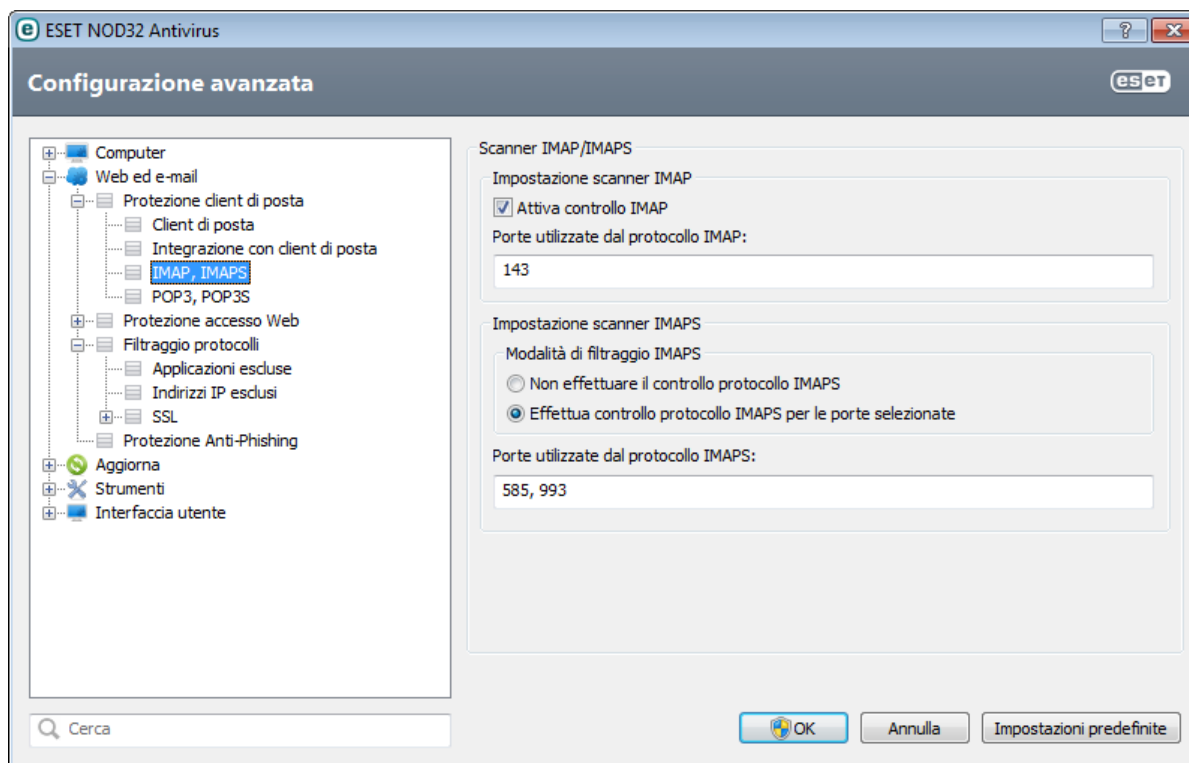 ESET NOD32 Antivirus
Configurazione avanzata
eset
Computer
Web ed e-mail
Protezione client di posta
Client di posta
Integrazione con client di posta
IMAP, IMAPS
POP3, POP3S
Protezione accesso Web
Filtraggio protocolli
Applicazioni escluse
Indirizzi IP esclusi
SSL
Protezione Anti-Phishing
Aggiorna
Strumenti
Interfaccia utente
Cerca
Scanner IMAP/IMAPS
Impostazione scanner IMAP
Attiva controllo IMAP
Porte utilizzate dal protocollo IMAP:
143
Impostazione scanner IMAPS
Modalità di filtraggio IMAPS
Non effettuare il controllo protocollo IMAPS
Effettua controllo protocollo IMAPS per le porte selezionate
Porte utilizzate dal protocollo IMAPS:
585, 993
OK
Annulla
Impostazioni predefinite